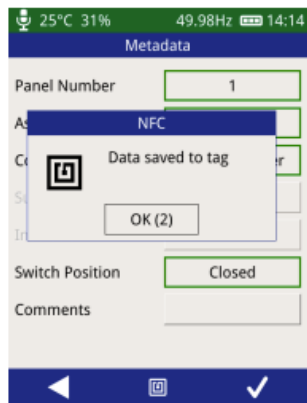 25°C 31% 49.98Hz 14:14
Metadata
Panel Number 1
NFC
Data saved to tag
OK (2)
Switch Position Closed
Comments